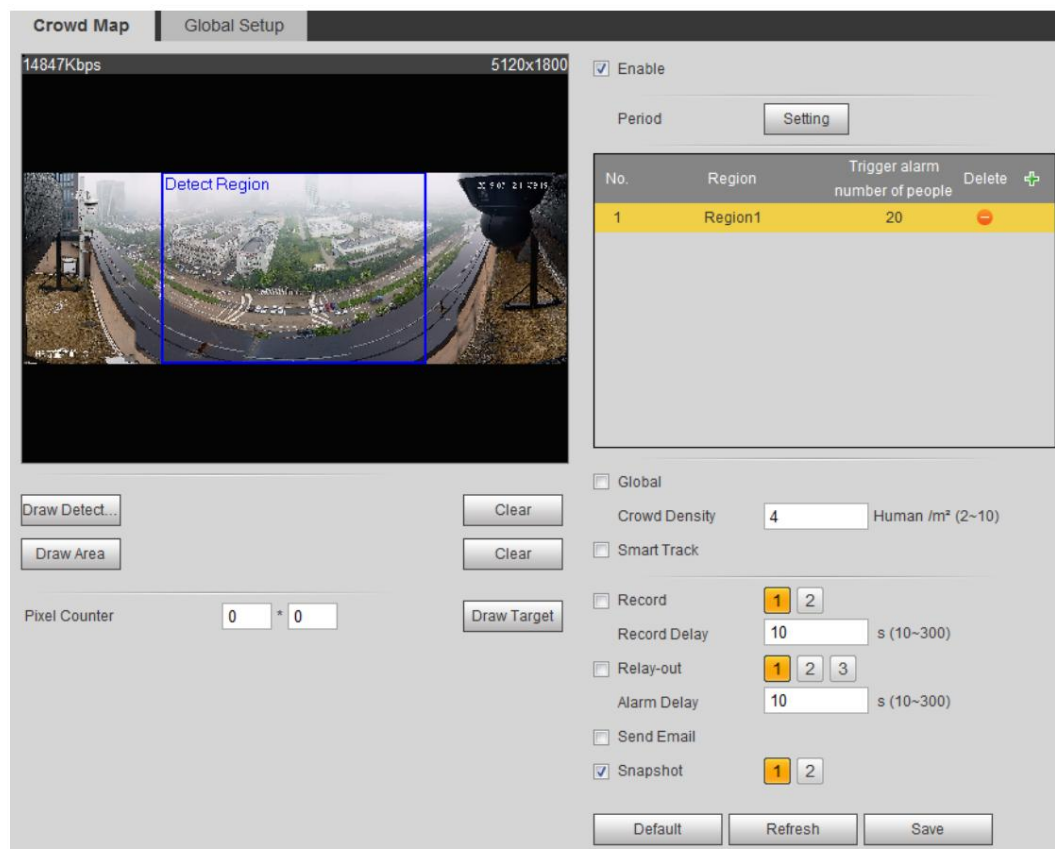 Crowd Map
Global Setup
14847Kbps
5120x1800
Detect Region
Enable
Period
Setting
No.
Region
Trigger alarm
number of people
Delete
1
Region1
20
Draw Detect...
Clear
Draw Area
Clear
Pixel Counter
0 * 0
Draw Target
Global
Crowd Density
4
Human /m² (2~10)
Smart Track
Record
1 2
Record Delay
10
s (10~300)
Relay-out
1 2 3
Alarm Delay
10
s (10~300)
Send Email
Snapshot
1 2
Default
Refresh
Save